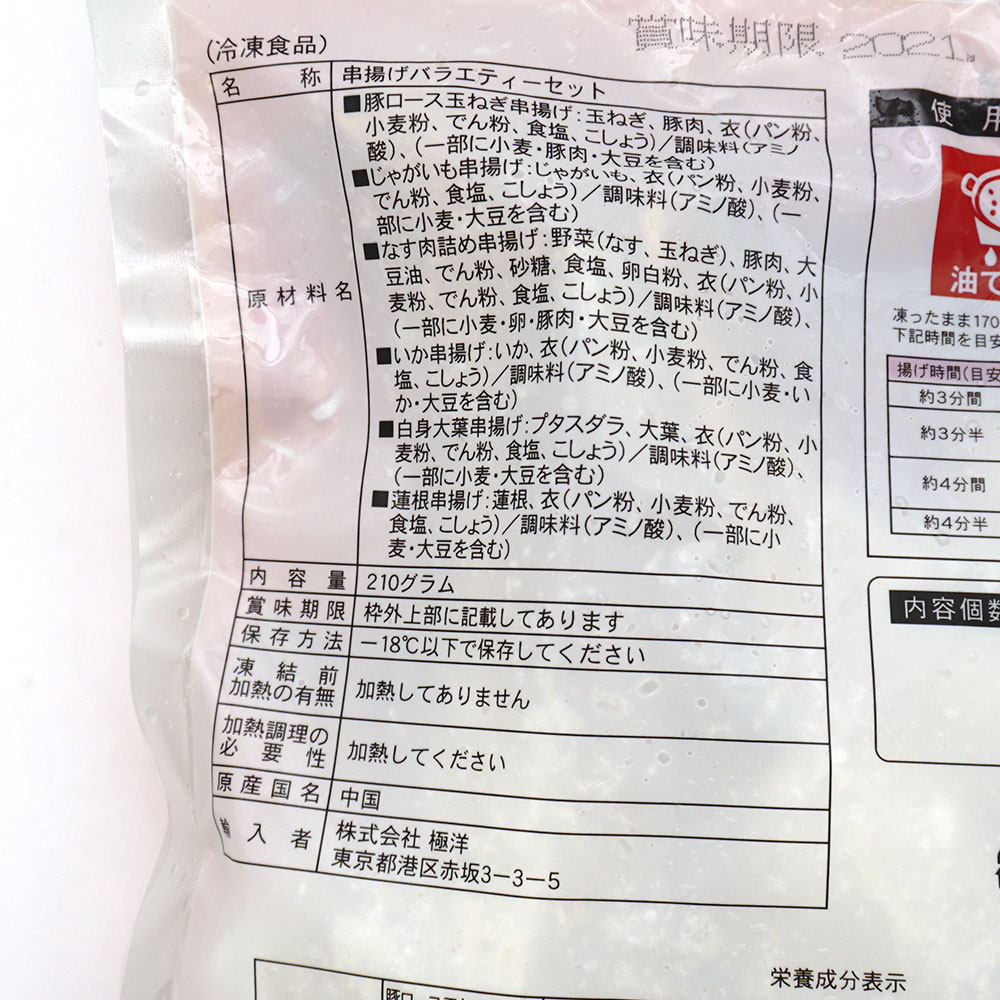 賞味期限 2021.
(冷凍食品)
名称 串揚げバラエティーセット
原材料名
■豚ロース玉ねぎ串揚げ：玉ねぎ、豚肉、衣(パン粉、
小麦粉、でん粉、食塩、こしょう)／調味料(アミノ
酸)、(一部に小麦・豚肉・大豆を含む)
■じゃがいも串揚げ：じゃがいも、衣(パン粉、小麦粉、
でん粉、食塩、こしょう)／調味料(アミノ酸)、(一
部に小麦・大豆を含む)
■なす肉詰め串揚げ：野菜(なす、玉ねぎ)、豚肉、大
豆油、でん粉、砂糖、食塩、卵白粉、衣(パン粉、小
麦粉、でん粉、食塩、こしょう)／調味料(アミノ酸)、
(一部に小麦・卵・豚肉・大豆を含む)
■いか串揚げ：いか、衣(パン粉、小麦粉、でん粉、食
塩、こしょう)／調味料(アミノ酸)、(一部に小麦・い
か・大豆を含む)
■白身大葉串揚げ：プタスダラ、大葉、衣(パン粉、小
麦粉、でん粉、食塩、こしょう)／調味料(アミノ酸)、
(一部に小麦・大豆を含む)
■蓮根串揚げ：蓮根、衣(パン粉、小麦粉、でん粉、
食塩、こしょう)／調味料(アミノ酸)、(一部に小
麦・大豆を含む)
内容量 210グラム
賞味期限 枠外上部に記載してあります
保存方法 －18℃以下で保存してください
凍結前
加熱の有無 加熱してありません
加熱調理の
必要性 加熱してください
原産国名 中国
輸入者 株式会社 極洋
東京都港区赤坂3－3－5
使用
油で
凍ったまま170
下記時間を目安
揚げ時間(目安
約3分間
約3分半
約4分間
約4分半
内容個数
栄養成分表示
豚ロース玉ねぎ